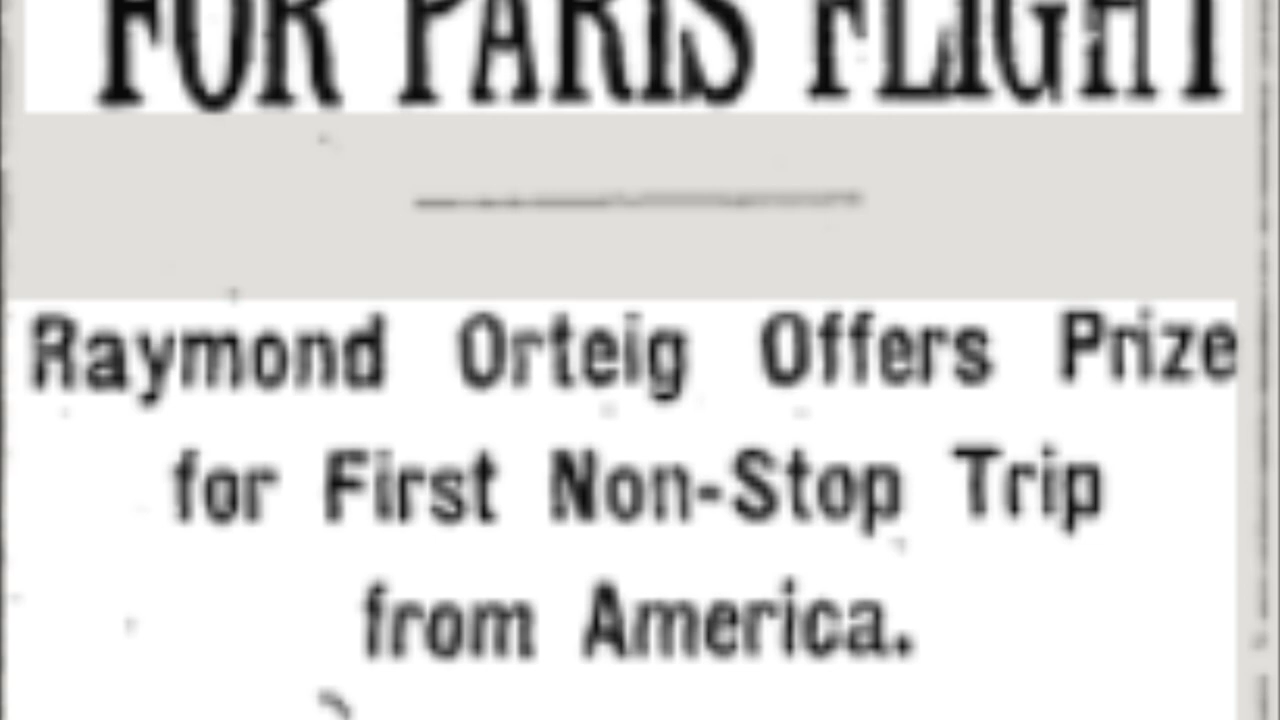 FOR PARIS FLIGHT
Raymond Orteig Offers Prize
for First Non-Stop Trip
from America.